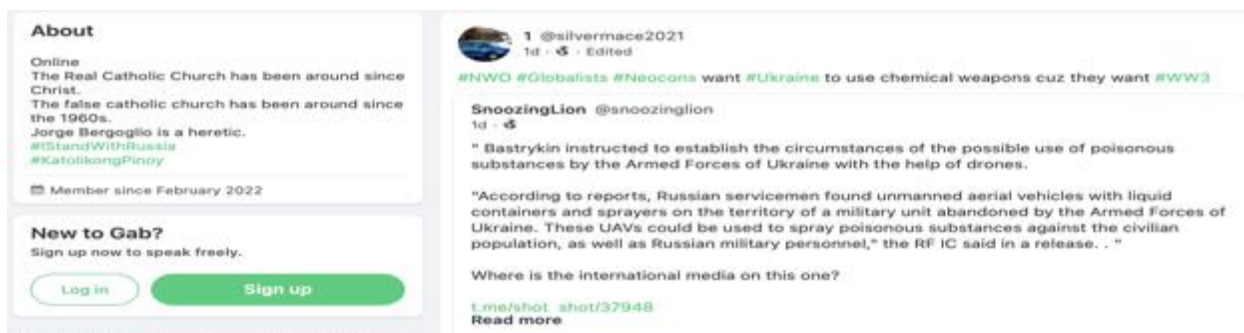 About
Online
The Real Catholic Church has been around since
Christ.
The false catholic church has been around since
the 1960s.
Jorge Bergoglio is a heretic.
#IStandWithRussia
#KatolikongPinoy
Member since February 2022
New to Gab?
Sign up now to speak freely.
Log in
Sign up
1 @silvermace2021
1d · · Edited
#NWO #Globalists #Neocons want #Ukraine to use chemical weapons cuz they want #WW3
SnoozingLion @snoozinglion
1d ·
" Bastrykin instructed to establish the circumstances of the possible use of poisonous
substances by the Armed Forces of Ukraine with the help of drones.
"According to reports, Russian servicemen found unmanned aerial vehicles with liquid
containers and sprayers on the territory of a military unit abandoned by the Armed Forces of
Ukraine. These UAVs could be used to spray poisonous substances against the civilian
population, as well as Russian military personnel," the RF IC said in a release. . "
Where is the international media on this one?
t.me/shot_shot/37948
Read more